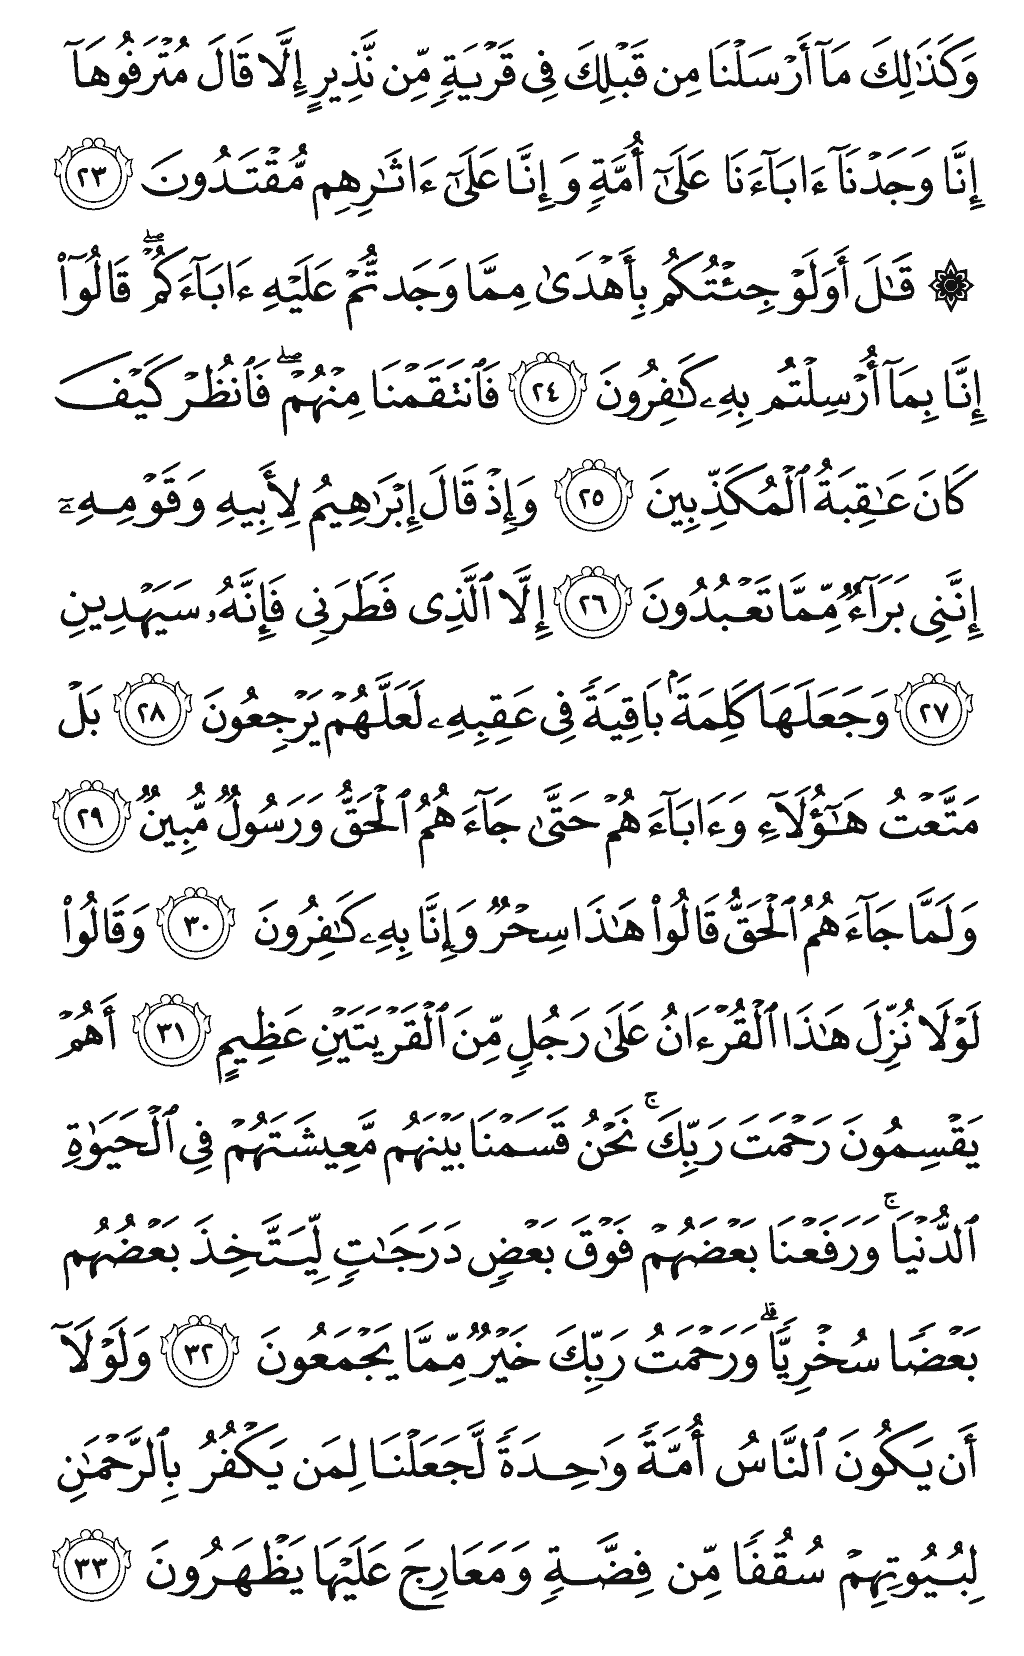 وَكَذَٰلِكَ مَآ أَرْسَلْنَا مِن قَبْلِكَ فِى قَرْيَةٍ مِّن نَّذِيرٍ إِلَّا قَالَ مُتْرَفُوهَآ
إِنَّا وَجَدْنَآ ءَابَآءَنَا عَلَىٰٓ أُمَّةٍ وَإِنَّا عَلَىٰٓ ءَاثَٰرِهِم مُّقْتَدُونَ ٢٣
۞ قَٰلَ أَوَلَوْ جِئْتُكُم بِأَهْدَىٰ مِمَّا وَجَدتُّمْ عَلَيْهِ ءَابَآءَكُمْ ۖ قَالُوٓا۟
إِنَّا بِمَآ أُرْسِلْتُم بِهِۦ كَٰفِرُونَ ٢٤ فَٱنتَقَمْنَا مِنْهُمْ ۖ فَٱنظُرْ كَيْفَ
كَانَ عَٰقِبَةُ ٱلْمُكَذِّبِينَ ٢٥ وَإِذْ قَالَ إِبْرَٰهِيمُ لِأَبِيهِ وَقَوْمِهِۦٓ
إِنَّنِى بَرَآءٌ مِّمَّا تَعْبُدُونَ ٢٦ إِلَّا ٱلَّذِى فَطَرَنِى فَإِنَّهُۥ سَيَهْدِينِ
٢٧ وَجَعَلَهَا كَلِمَةًۢ بَاقِيَةً فِى عَقِبِهِۦ لَعَلَّهُمْ يَرْجِعُونَ ٢٨ بَلْ
مَتَّعْتُ هَٰٓؤُلَآءِ وَءَابَآءَهُمْ حَتَّىٰ جَآءَهُمُ ٱلْحَقُّ وَرَسُولٌ مُّبِينٌ ٢٩
وَلَمَّا جَآءَهُمُ ٱلْحَقُّ قَالُوا۟ هَٰذَا سِحْرٌ وَإِنَّا بِهِۦ كَٰفِرُونَ ٣٠ وَقَالُوا۟
لَوْلَا نُزِّلَ هَٰذَا ٱلْقُرْءَانُ عَلَىٰ رَجُلٍ مِّنَ ٱلْقَرْيَتَيْنِ عَظِيمٍ ٣١ أَهُمْ
يَقْسِمُونَ رَحْمَتَ رَبِّكَ ۚ نَحْنُ قَسَمْنَا بَيْنَهُم مَّعِيشَتَهُمْ فِى ٱلْحَيَوٰةِ
ٱلدُّنْيَا ۚ وَرَفَعْنَا بَعْضَهُمْ فَوْقَ بَعْضٍ دَرَجَٰتٍ لِّيَتَّخِذَ بَعْضُهُم
بَعْضًا سُخْرِيًّا ۗ وَرَحْمَتُ رَبِّكَ خَيْرٌ مِّمَّا يَجْمَعُونَ ٣٢ وَلَوْلَآ
أَن يَكُونَ ٱلنَّاسُ أُمَّةً وَٰحِدَةً لَّجَعَلْنَا لِمَن يَكْفُرُ بِٱلرَّحْمَٰنِ
لِبُيُوتِهِمْ سُقُفًا مِّن فِضَّةٍ وَمَعَارِجَ عَلَيْهَا يَظْهَرُونَ ٣٣